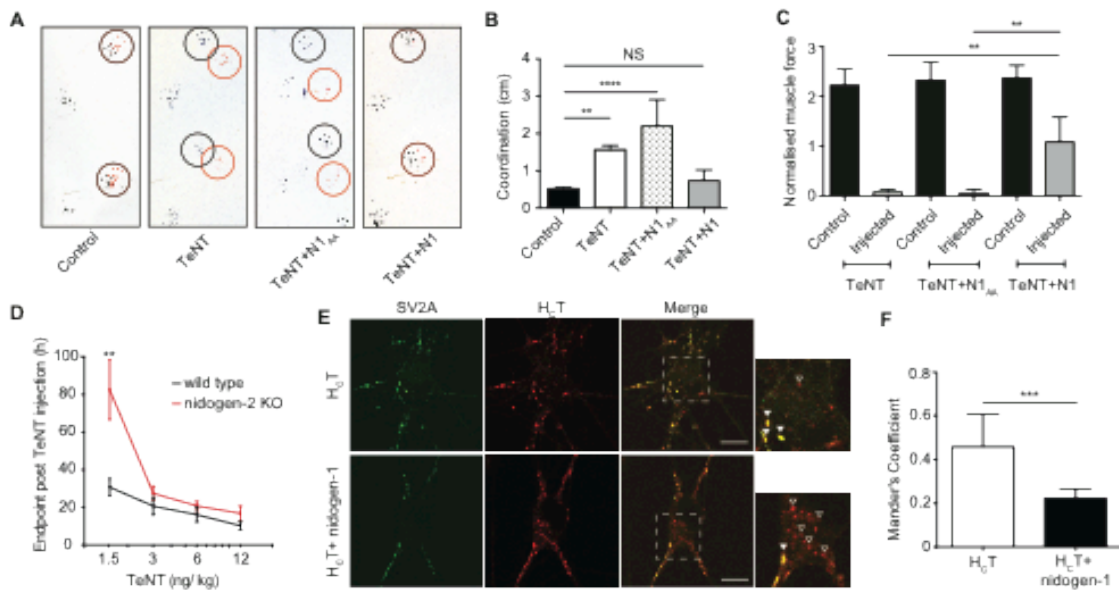 A
Control
TeNT
TeNT+N1AA
TeNT+N1
B
NS
****
**
Coordination (cm)
4
3
2
1
0
Control
TeNT
TeNT+N1AA
TeNT+N1
C
**
**
Normalised muscle force
3
2
1
0
Control
Injected
Control
Injected
Control
Injected
TeNT
TeNT+N1AA
TeNT+N1
D
**
wild type
nidogen-2 KO
Endpoint post TeNT injection (h)
100
80
60
40
20
0
1.5 3 6 12
TeNT (ng/ kg)
E
SV2A HCT Merge
HCT
HCT+ nidogen-1
F
***
Mander's Coefficient
0.8
0.6
0.4
0.2
0.0
HCT
HCT+
nidogen-1